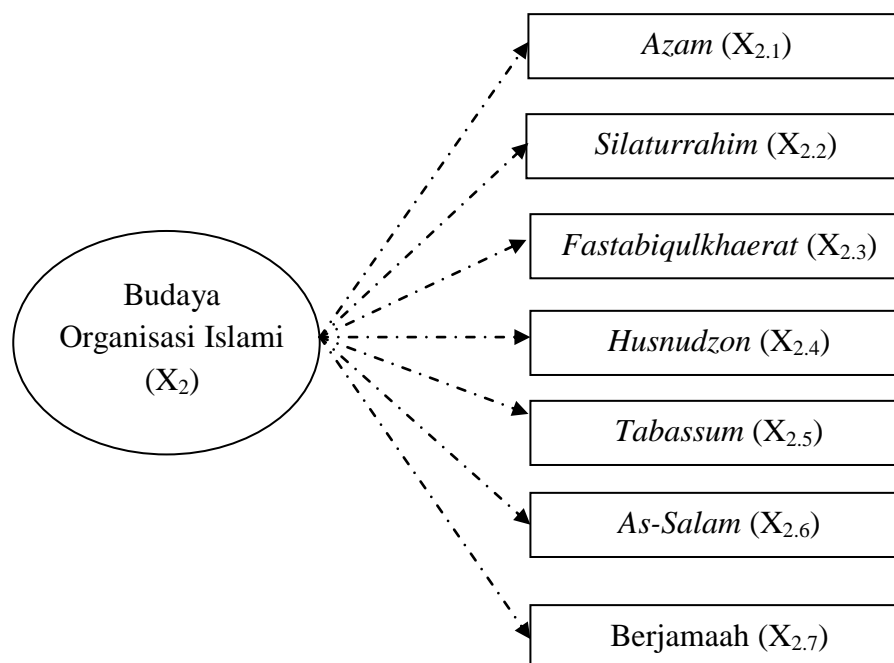 Budaya
Organisasi Islami
(X₂)
Azam (X₂.₁)
Silaturrahim (X₂.₂)
Fastabiqulkhaerat (X₂.₃)
Husnudzon (X₂.₄)
Tabassum (X₂.₅)
As-Salam (X₂.₆)
Berjamaah (X₂.₇)